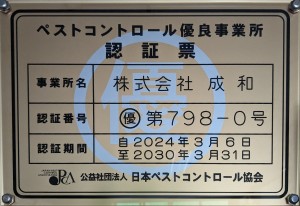 ペストコントロール優良事業所
認証票
事業所名 株式会社 成和
認証番号 優 第798-0号
認証期間 自2024年3月6日
至2030年3月31日
公益社団法人 日本ペストコントロール協会